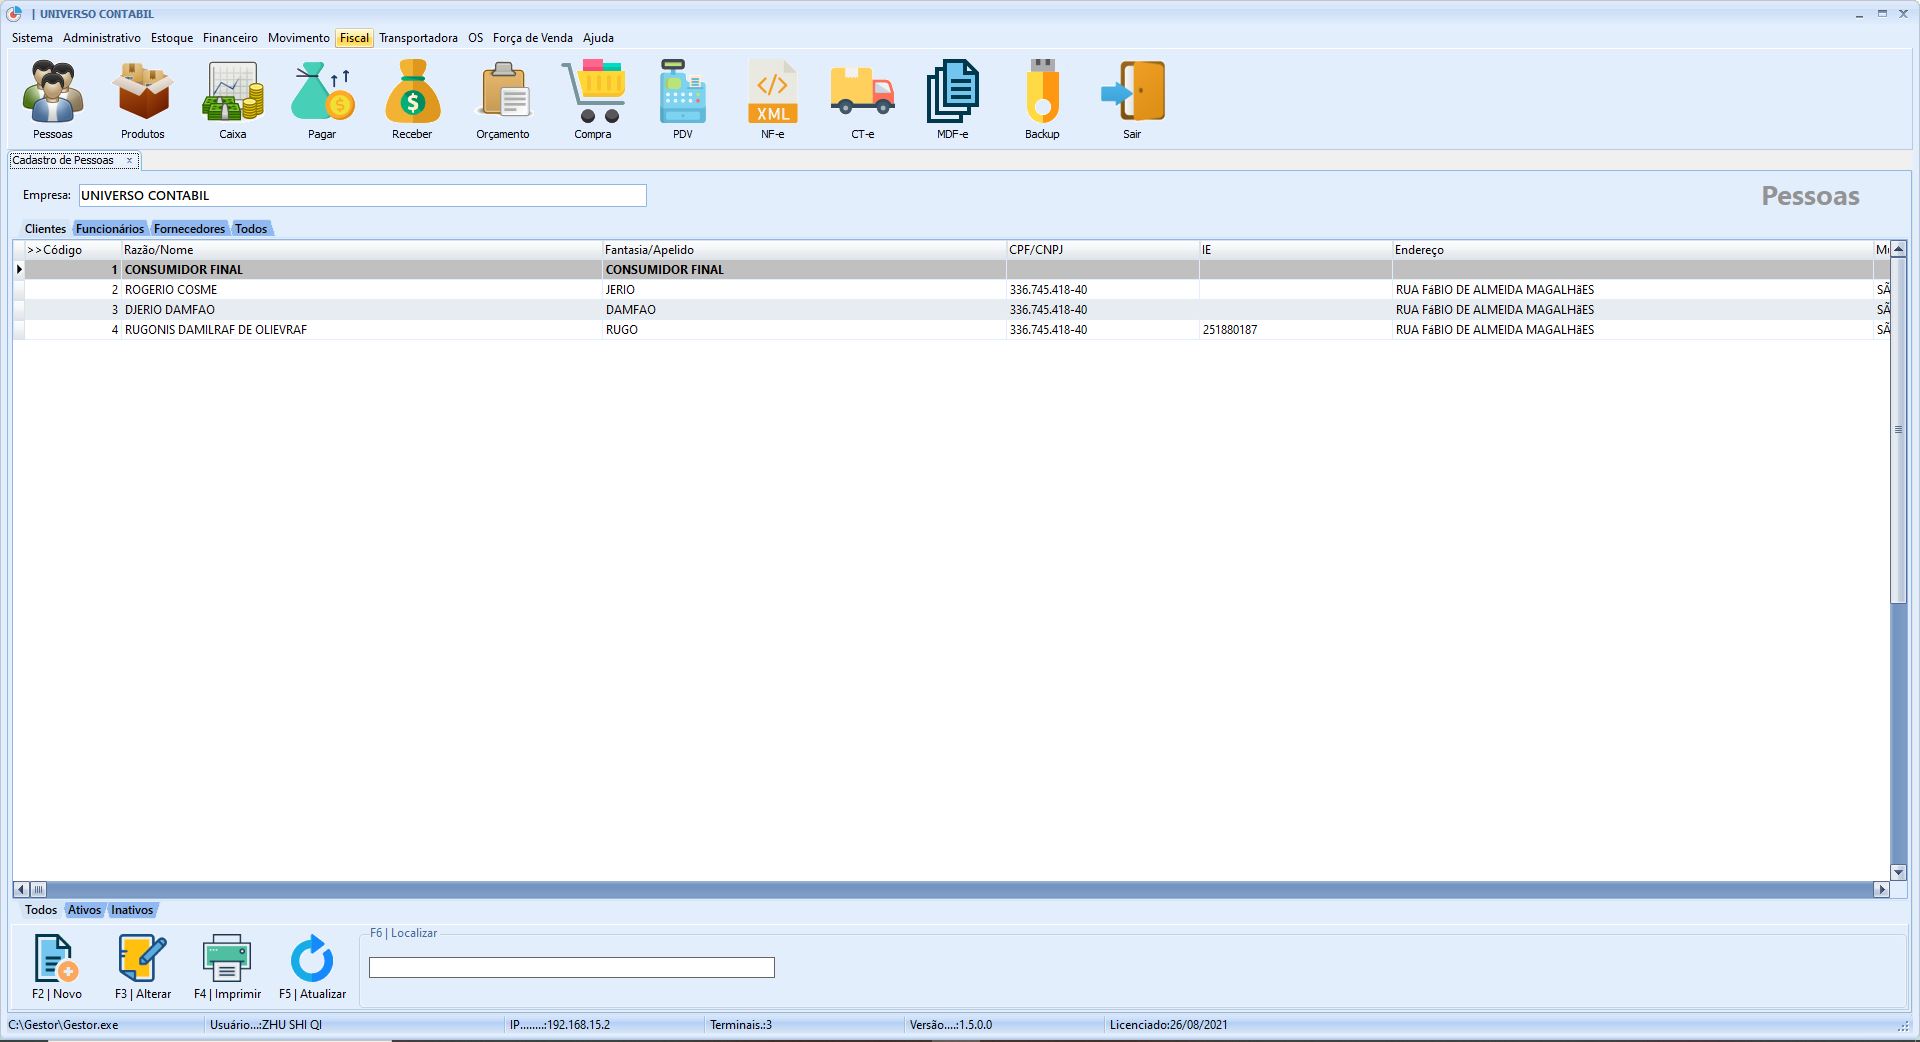 | UNIVERSO CONTABIL
Sistema Administrativo Estoque Financeiro Movimento Fiscal Transportadora OS Força de Venda Ajuda
XML
Pessoas Produtos Caixa Pagar Receber Orçamento Compra PDV NF-e CT-e MDF-e Backup Sair
Cadastro de Pessoas x
Empresa: UNIVERSO CONTABIL Pessoas
Clientes Funcionários Fornecedores Todos
>>Código Razão/Nome Fantasia/Apelido CPF/CNPJ IE Endereço Mu
1 CONSUMIDOR FINAL CONSUMIDOR FINAL
2 ROGERIO COSME JERIO 336.745.418-40 RUA FáBIO DE ALMEIDA MAGALHãES SÃ
3 DJERIO DAMFAO DAMFAO 336.745.418-40 RUA FáBIO DE ALMEIDA MAGALHãES SÃ
4 RUGONIS DAMILRAF DE OLIEVRAF RUGO 336.745.418-40 251880187 RUA FáBIO DE ALMEIDA MAGALHãES SÃ
Todos Ativos Inativos
F6 | Localizar
F2 | Novo F3 | Alterar F4 | Imprimir F5 | Atualizar
C:\Gestor\Gestor.exe Usuário...:ZHU SHI QI IP........:192.168.15.2 Terminais.:3 Versão....:1.5.0.0 Licenciado:26/08/2021